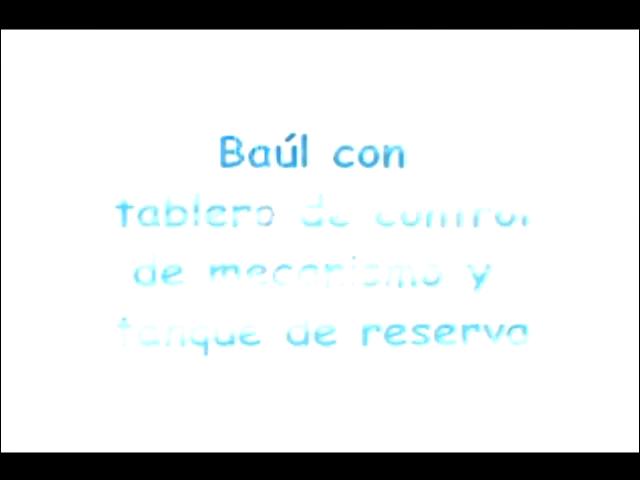 Baúl con
tablero de control
de mecanismo y
tanque de reserva